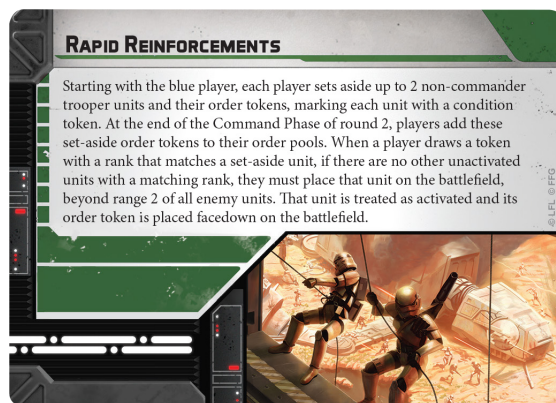 RAPID REINFORCEMENTS
Starting with the blue player, each player sets aside up to 2 non-commander
trooper units and their order tokens, marking each unit with a condition
token. At the end of the Command Phase of round 2, players add these
set-aside order tokens to their order pools. When a player draws a token
with a rank that matches a set-aside unit, if there are no other unactivated
units with a matching rank, they must place that unit on the battlefield,
beyond range 2 of all enemy units. That unit is treated as activated and its
order token is placed facedown on the battlefield.
© LFL © FFG